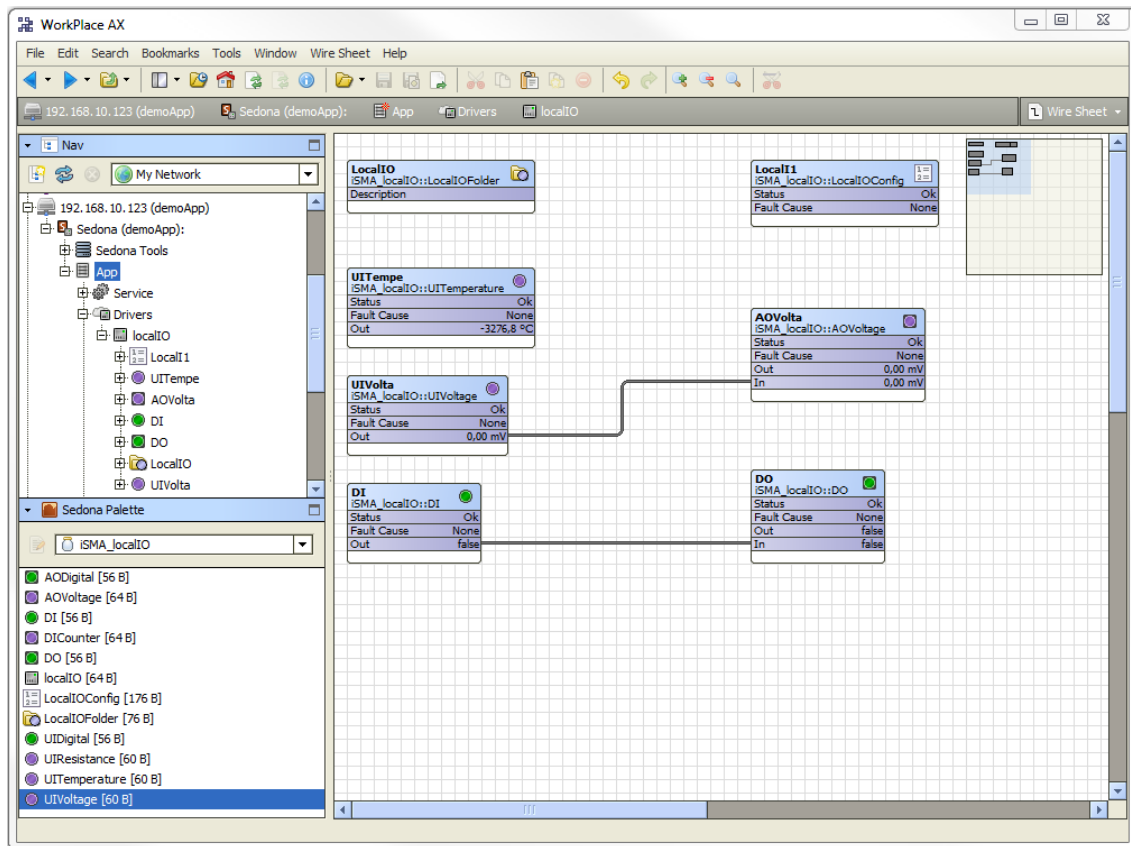 WorkPlace AX
File Edit Search Bookmarks Tools Window Wire Sheet Help
192.168.10.123 (demoApp) Sedona (demoApp): App Drivers localIO Wire Sheet
Nav
My Network
192.168.10.123 (demoApp)
Sedona (demoApp):
Sedona Tools
App
Service
Drivers
localIO
LocalI1
UITempe
AOVolta
DI
DO
LocalIO
UIVolta
Sedona Palette
iSMA_localIO
AODigital [56 B]
AOVoltage [64 B]
DI [56 B]
DICounter [64 B]
DO [56 B]
localIO [64 B]
LocalIOConfig [176 B]
LocalIOFolder [76 B]
UIDigital [56 B]
UIResistance [60 B]
UITemperature [60 B]
UIVoltage [60 B]
LocalIO
iSMA_localIO::LocalIOFolder
Description
LocalI1
iSMA_localIO::LocalIOConfig
Status Ok
Fault Cause None
UITempe
iSMA_localIO::UITemperature
Status Ok
Fault Cause None
Out -3276,8 °C
AOVolta
iSMA_localIO::AOVoltage
Status Ok
Fault Cause None
Out 0,00 mV
In 0,00 mV
UIVolta
iSMA_localIO::UIVoltage
Status Ok
Fault Cause None
Out 0,00 mV
DI
iSMA_localIO::DI
Status Ok
Fault Cause None
Out false
DO
iSMA_localIO::DO
Status Ok
Fault Cause None
Out false
In false